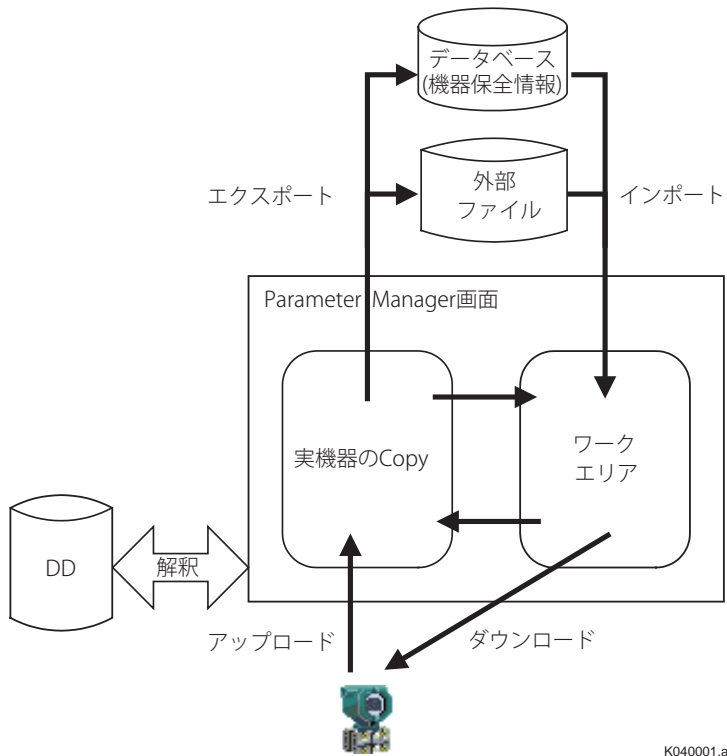 データベース
(機器保全情報)
エクスポート
外部
ファイル
インポート
Parameter Manager画面
実機器のCopy
ワーク
エリア
DD
解釈
アップロード
ダウンロード
K040001.a